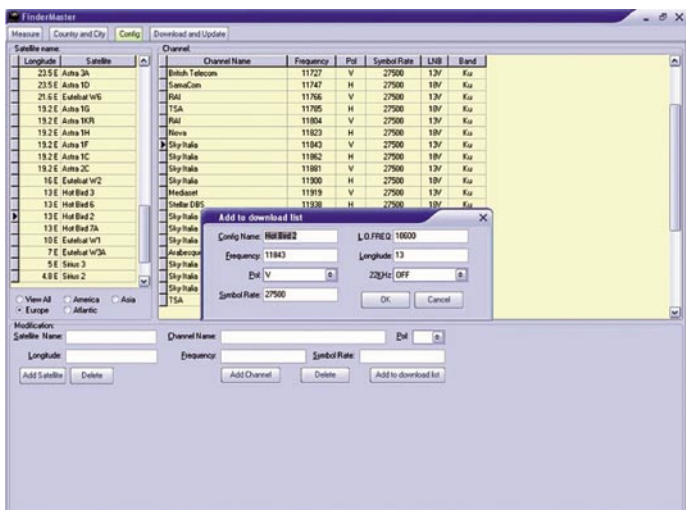 FinderMaster
Measure Country and City Config Download and Update
Satellite name: Channel:
Longitude Satellite
23.5 E Astra 3A
23.5 E Astra 1D
21.6 E Eutelsat W6
19.2 E Astra 1G
19.2 E Astra 1KR
19.2 E Astra 1H
19.2 E Astra 1F
19.2 E Astra 1C
19.2 E Astra 2C
16 E Eutelsat W2
13 E Hot Bird 3
13 E Hot Bird 6
13 E Hot Bird 2
13 E Hot Bird 7A
10 E Eutelsat W1
7 E Eutelsat W3A
5 E Sirius 3
4.8 E Sirius 2
View All America Asia
Europe Atlantic
Channel Name Frequency Pol Symbol Rate LNB Band
British Telecom 11727 V 27500 13V Ku
SamaCom 11747 H 27500 18V Ku
RAI 11766 V 27500 13V Ku
TSA 11785 H 27500 18V Ku
RAI 11804 V 27500 13V Ku
Nova 11823 H 27500 18V Ku
Sky Italia 11843 V 27500 13V Ku
Sky Italia 11862 H 27500 18V Ku
Sky Italia 11881 V 27500 13V Ku
Sky Italia 11900 H 27500 18V Ku
Mediaset 11919 V 27500 13V Ku
Stellar DBS 11938 H 27500 18V Ku
Sky Italia
Sky Italia
Sky Italia
Arabesque
Sky Italia
Sky Italia
Sky Italia
TSA
Add to download list
Config Name: Hot Bird 2 L.O.FREQ: 10600
Frequency: 11843 Longitude: 13
Pol: V 22KHz: OFF
Symbol Rate: 27500 OK Cancel
Modification:
Satellite Name: Channel Name: Pol:
Longitude: Frequency: Symbol Rate:
Add Satellite Delete Add Channel Delete Add to download list